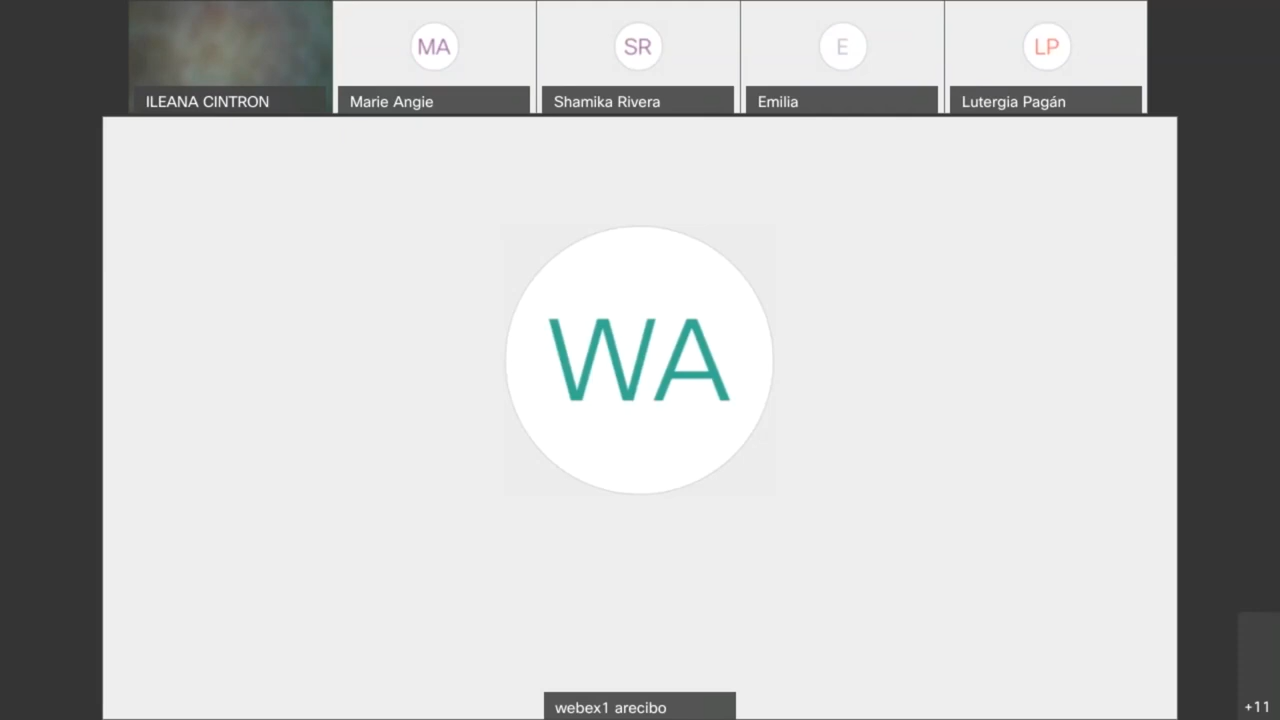 MA
SR
E
LP
ILEANA CINTRON
Marie Angie
Shamika Rivera
Emilia
Lutergia Pagán
WA
webex1 arecibo
+11